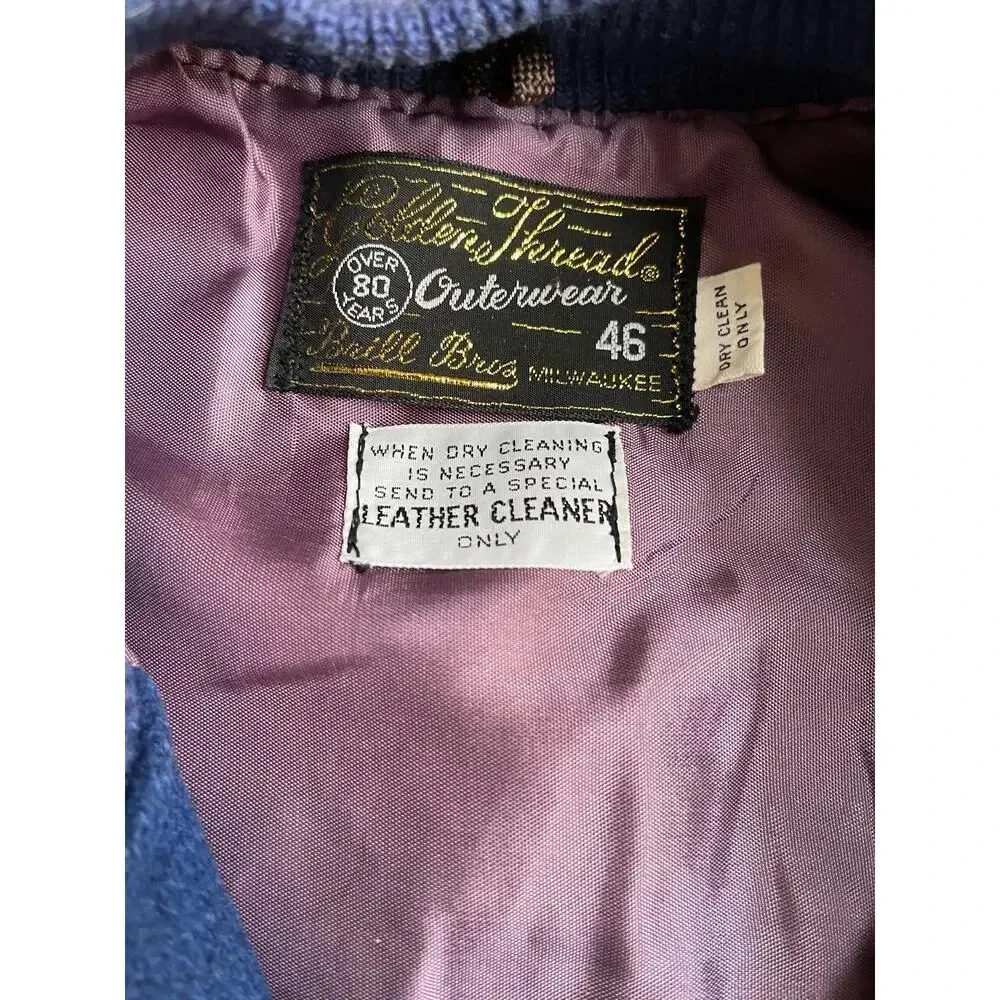 Golden Thread®
OVER
80
YEARS
Outerwear
46
Brill Bros
MILWAUKEE
DRY CLEAN
ONLY
WHEN DRY CLEANING
IS NECESSARY
SEND TO A SPECIAL
LEATHER CLEANER
ONLY